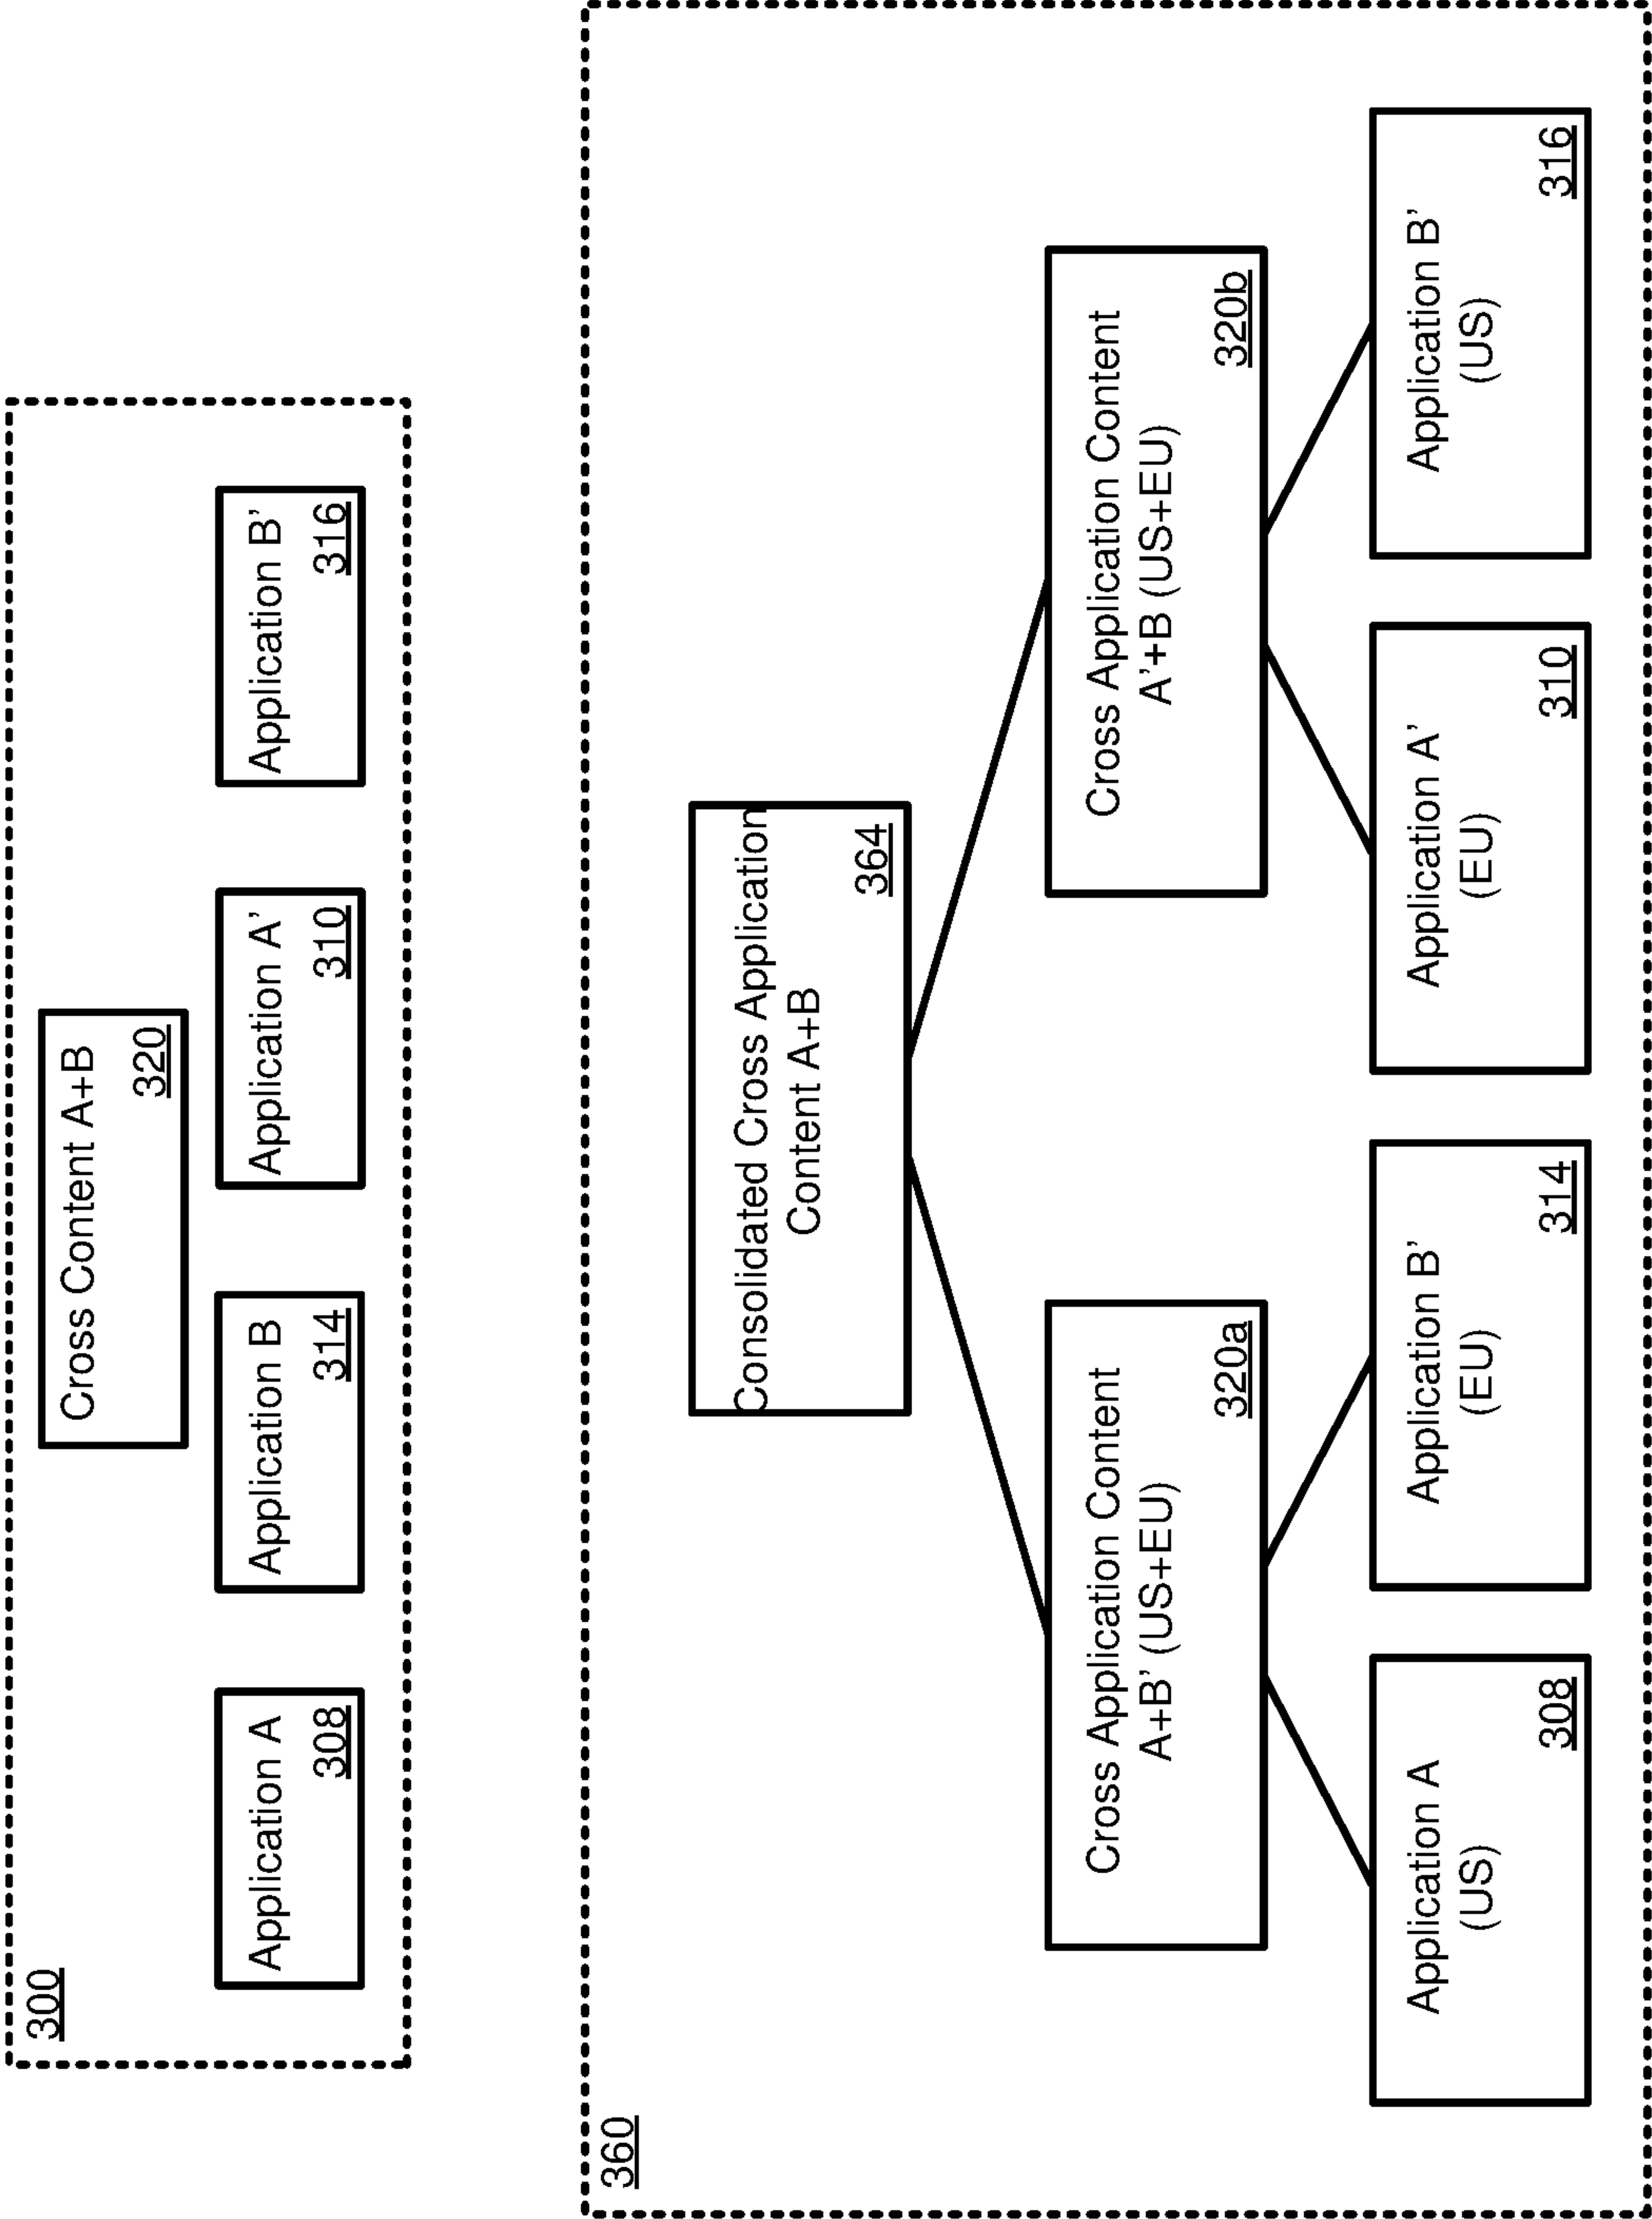 300
Cross Content A+B
320
Application A
308
Application B
314
Application A’
310
Application B’
316
360
Consolidated Cross Application
Content A+B
364
Cross Application Content
A+B’ (US+EU)
320a
Cross Application Content
A’+B (US+EU)
320b
Application A
(US)
308
Application B’
(EU)
314
Application A’
(EU)
310
Application B’
(US)
316